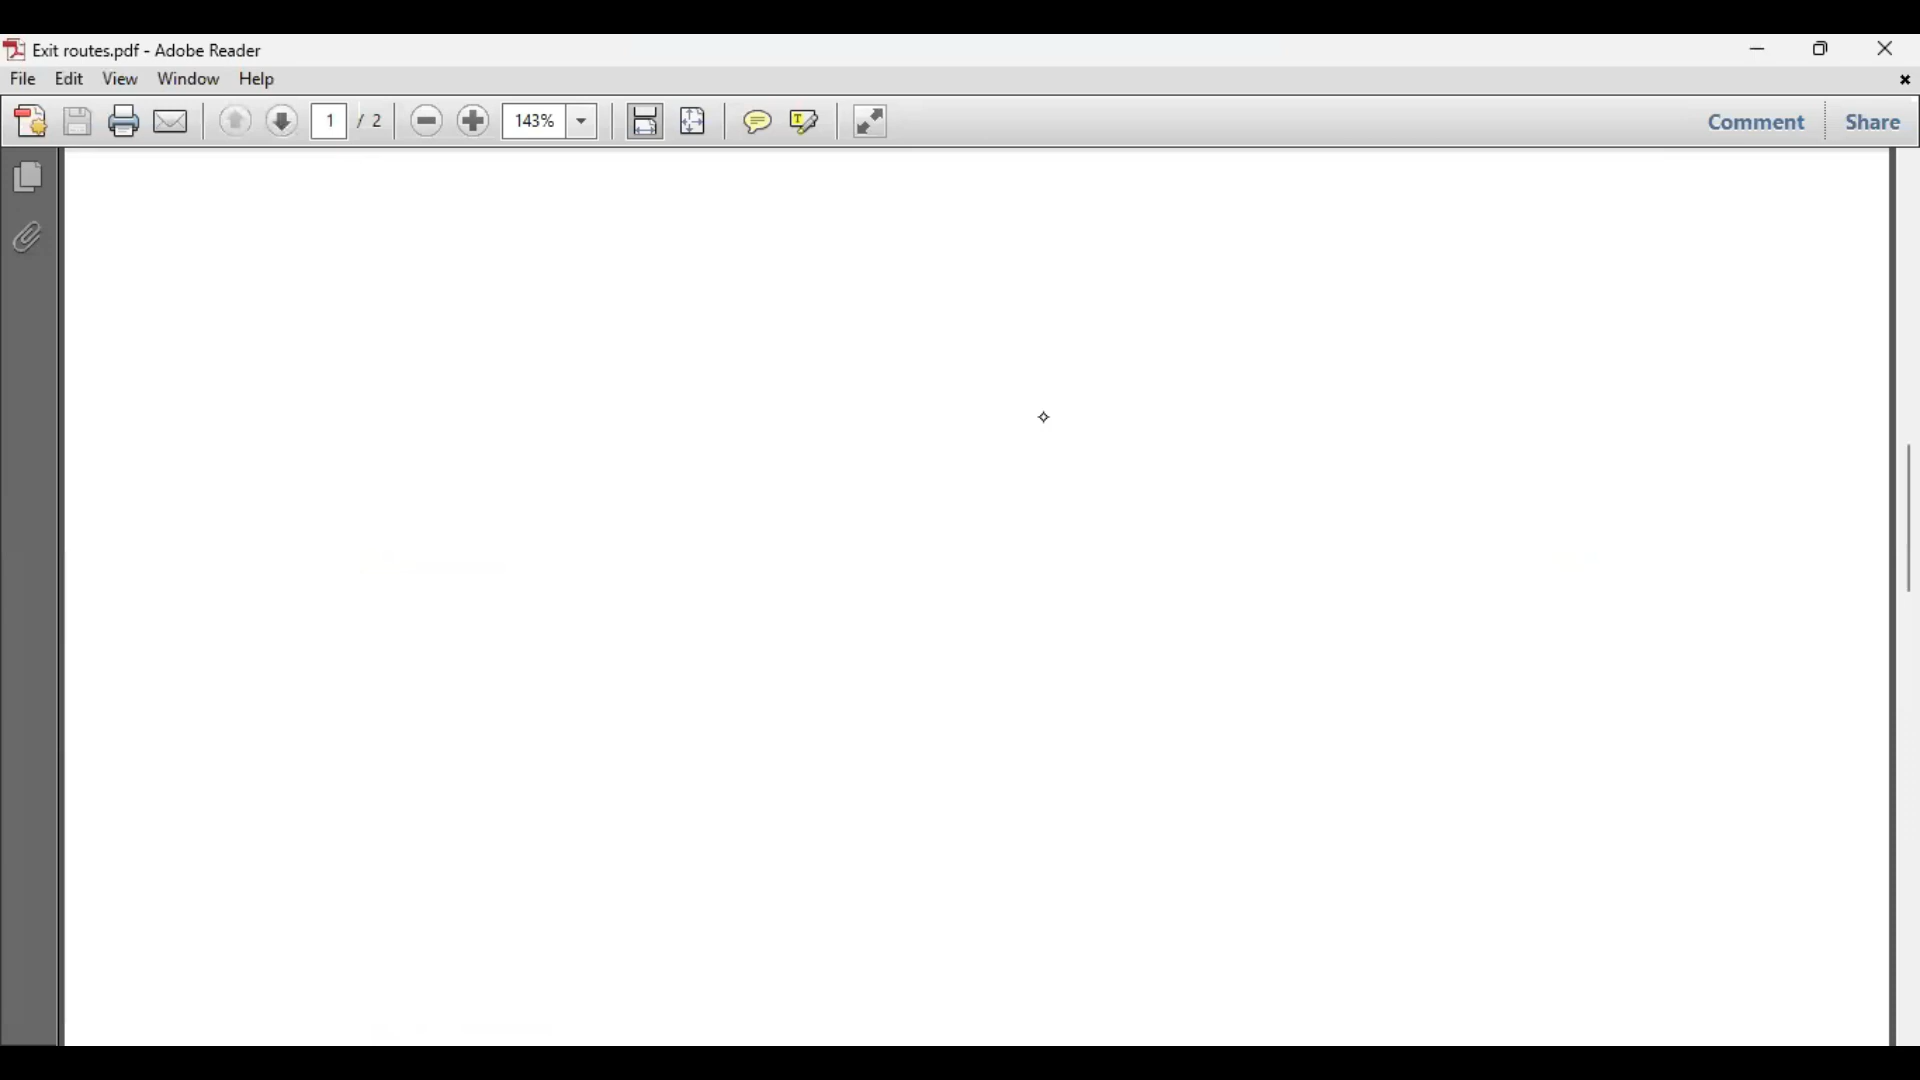 Exit routes.pdf - Adobe Reader
File Edit View Window Help
1 / 2 143% Comment Share